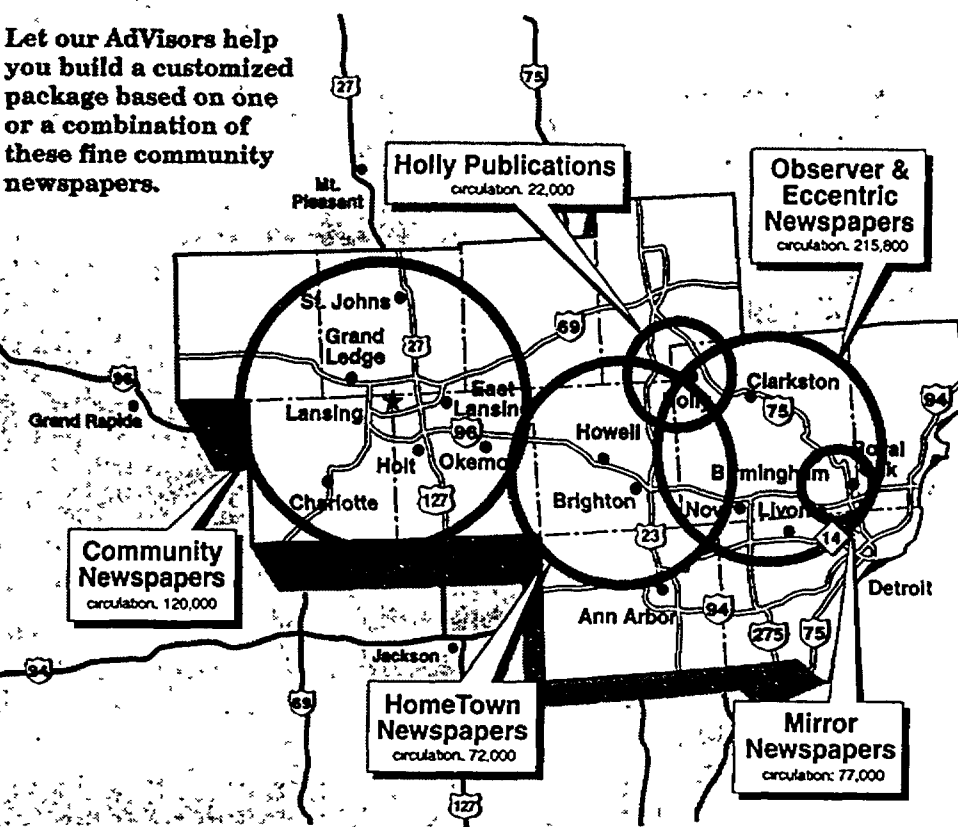 Let our AdVisors help
you build a customized
package based on one
or a combination of
these fine community
newspapers.
27
75
Mt.
Pleasant
Holly Publications
circulation. 22,000
Observer &
Eccentric
Newspapers
circulation. 215,800
St. Johns
Grand
Ledge
27
69
96
Grand Rapids
Lansing
East
Lansing
96
Holt
Okemo
Charlotte
127
Holly
Clarkston
75
94
Howell
Brighton
Birmingham
Royal
Novi
Livonia
23
14
Community
Newspapers
circulation. 120,000
Ann Arbor
94
275
75
Detroit
94
Jackson
69
HomeTown
Newspapers
circulation. 72,000
127
Mirror
Newspapers
circulation: 77,000